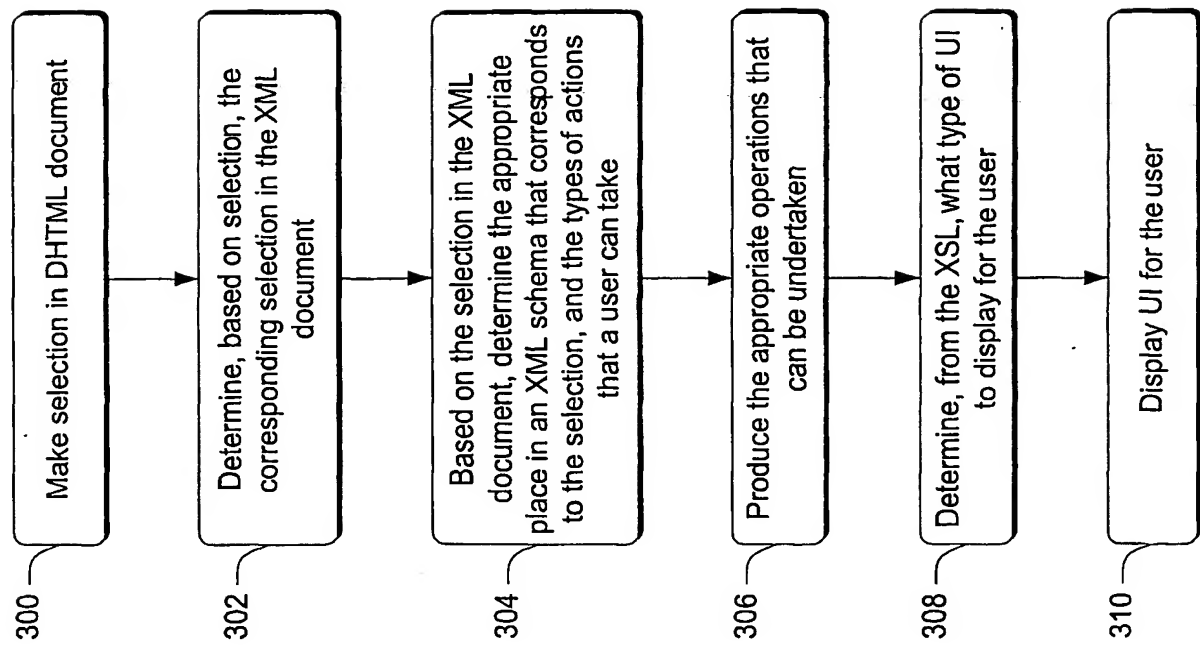 300
Make selection in DHTML document
302
Determine, based on selection, the
corresponding selection in the XML
document
304
Based on the selection in the XML
document, determine the appropriate
place in an XML schema that corresponds
to the selection, and the types of actions
that a user can take
306
Produce the appropriate operations that
can be undertaken
308
Determine, from the XSL, what type of UI
to display for the user
310
Display UI for the user